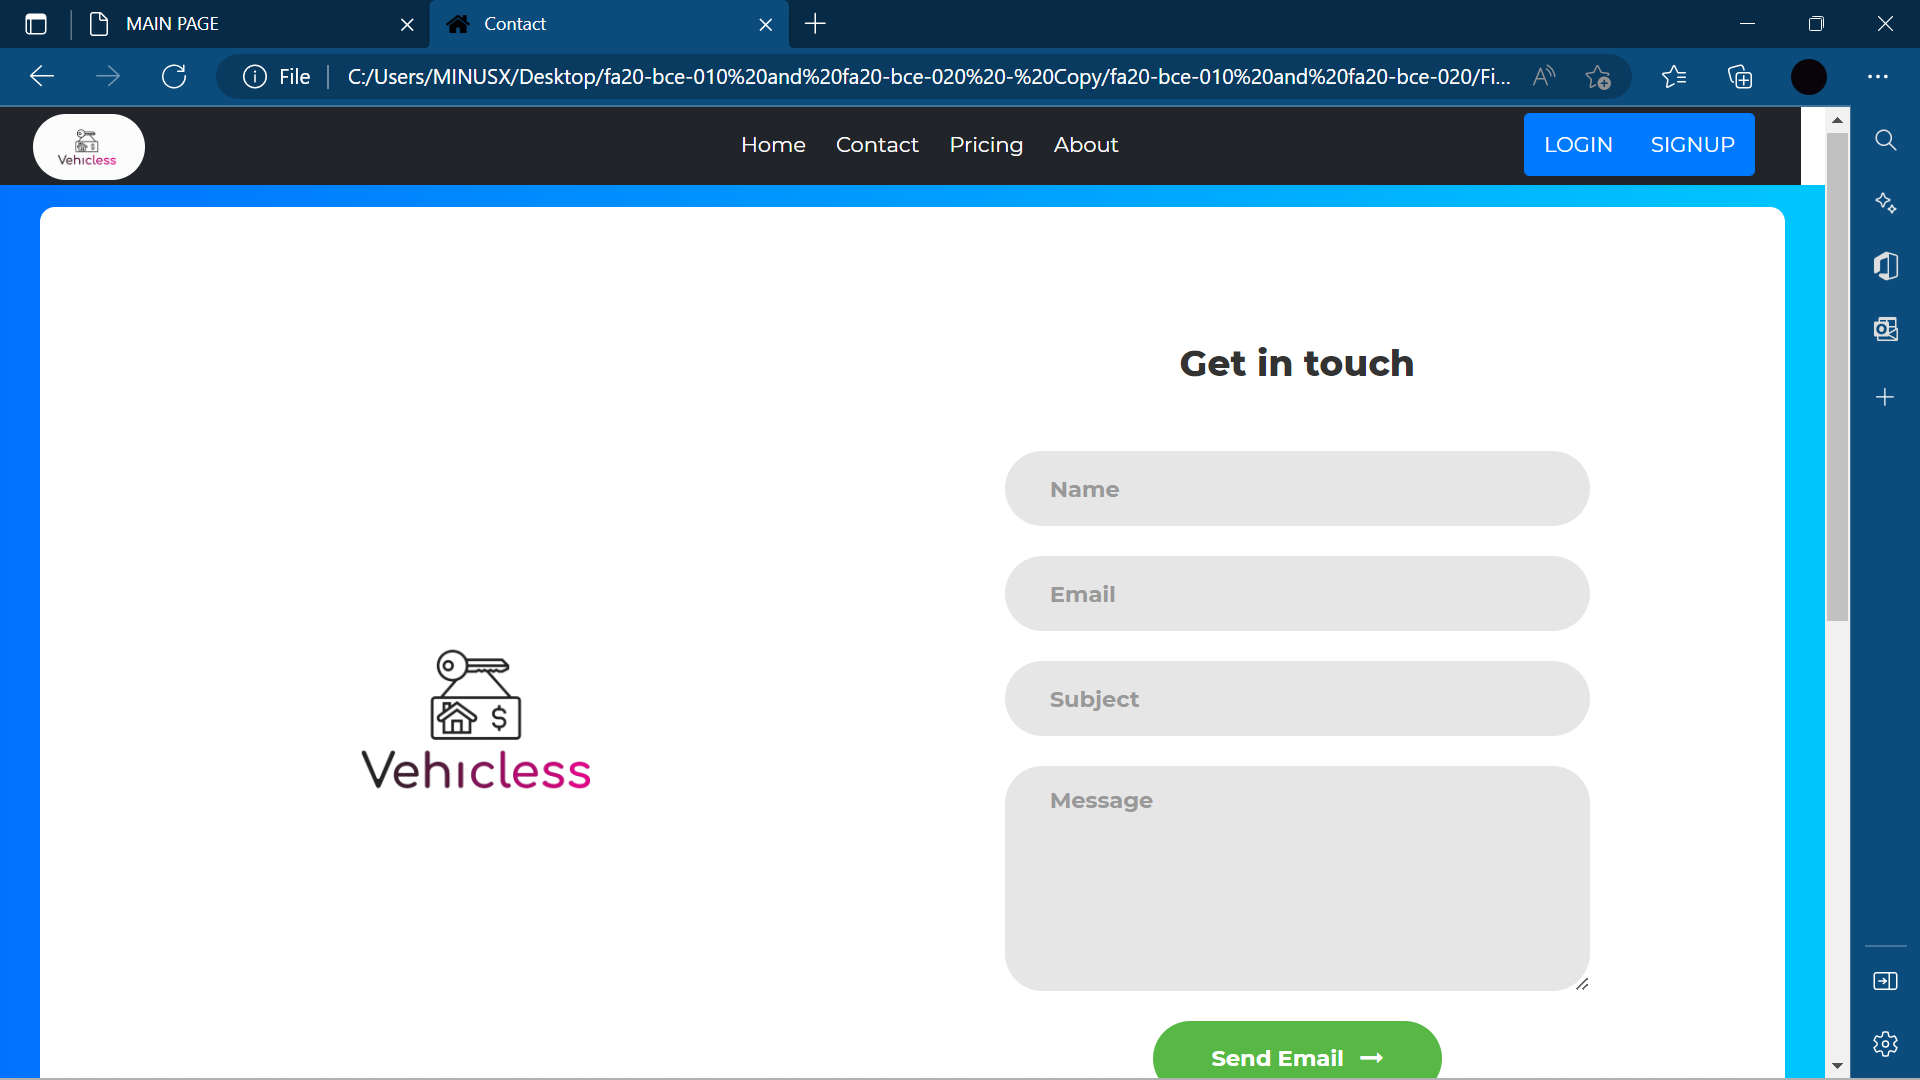 MAIN PAGE
Contact
File
C:/Users/MINUSX/Desktop/fa20-bce-010%20and%20fa20-bce-020%20-%20Copy/fa20-bce-010%20and%20fa20-bce-020/Fi...
Vehicless
Home Contact Pricing About
LOGIN SIGNUP
Get in touch
Name
Email
Subject
$
Vehicless
Message
Send Email